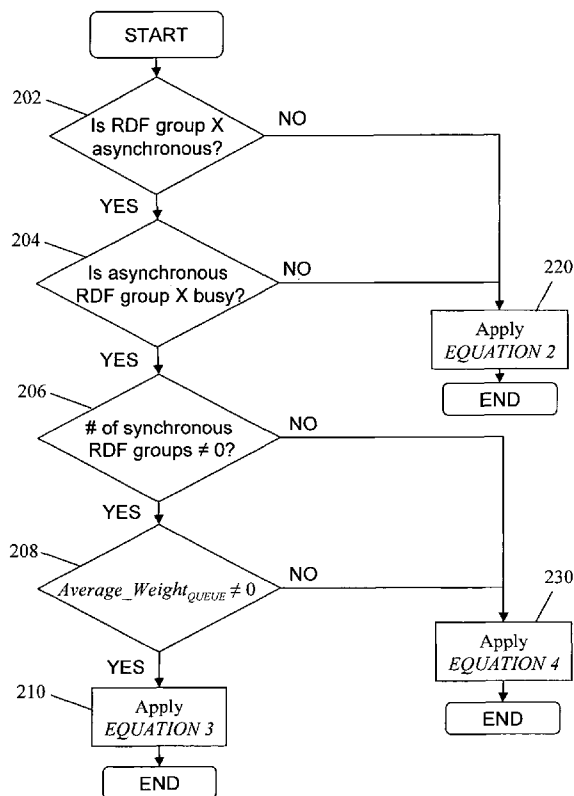 START
202
Is RDF group X
asynchronous?
NO
YES
204
Is asynchronous
RDF group X busy?
NO
220
Apply
EQUATION 2
END
YES
206
# of synchronous
RDF groups ≠ 0?
NO
YES
208
Average_Weight_QUEUE ≠ 0
NO
230
Apply
EQUATION 4
END
YES
210
Apply
EQUATION 3
END